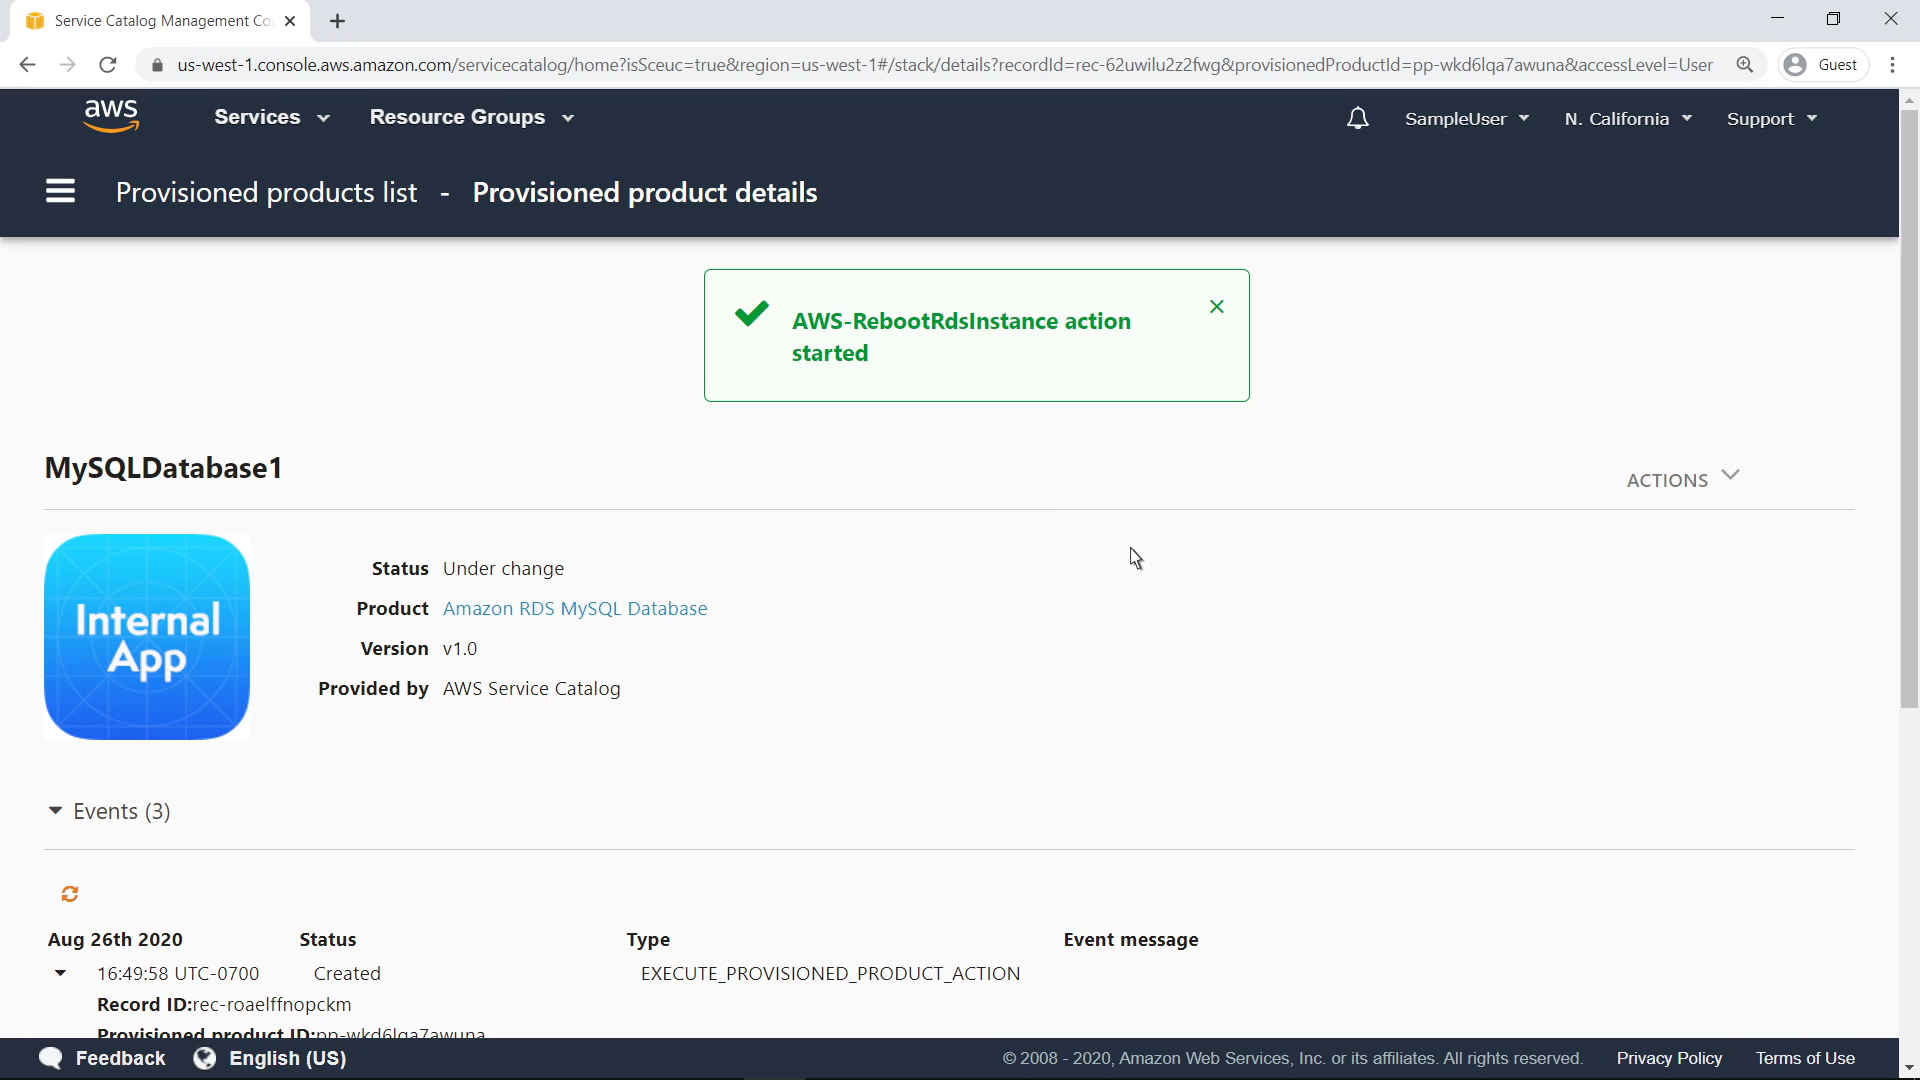 Service Catalog Management Co
us-west-1.console.aws.amazon.com/servicecatalog/home?isSceuc=true&region=us-west-1#/stack/details?recordId=rec-62uwilu2z2fwg&provisionedProductId=pp-wkd6lqa7awuna&accessLevel=User
Guest
aws
Services
Resource Groups
SampleUser
N. California
Support
Provisioned products list - Provisioned product details
AWS-RebootRdsInstance action
started
MySQLDatabase1
ACTIONS
Internal
App
Status Under change
Product Amazon RDS MySQL Database
Version v1.0
Provided by AWS Service Catalog
Events (3)
Aug 26th 2020 Status Type Event message
16:49:58 UTC-0700 Created EXECUTE_PROVISIONED_PRODUCT_ACTION
Record ID:rec-roaelffnopckm
Provisioned product ID:pp-wkd6lqa7awuna
Feedback
English (US)
© 2008 - 2020, Amazon Web Services, Inc. or its affiliates. All rights reserved.
Privacy Policy
Terms of Use